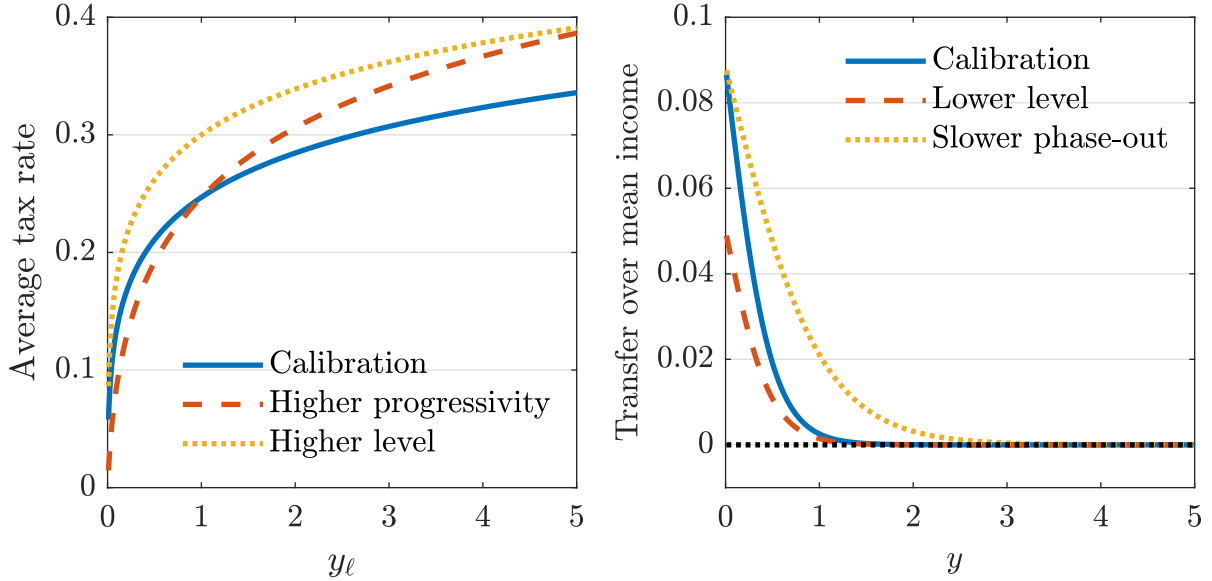 Average tax rate
0.4
0.3
0.2
0.1
0
Calibration
Higher progressivity
Higher level
0 1 2 3 4 5
yℓ
Transfer over mean income
0.1
0.08
0.06
0.04
0.02
0
Calibration
Lower level
Slower phase-out
0 1 2 3 4 5
y